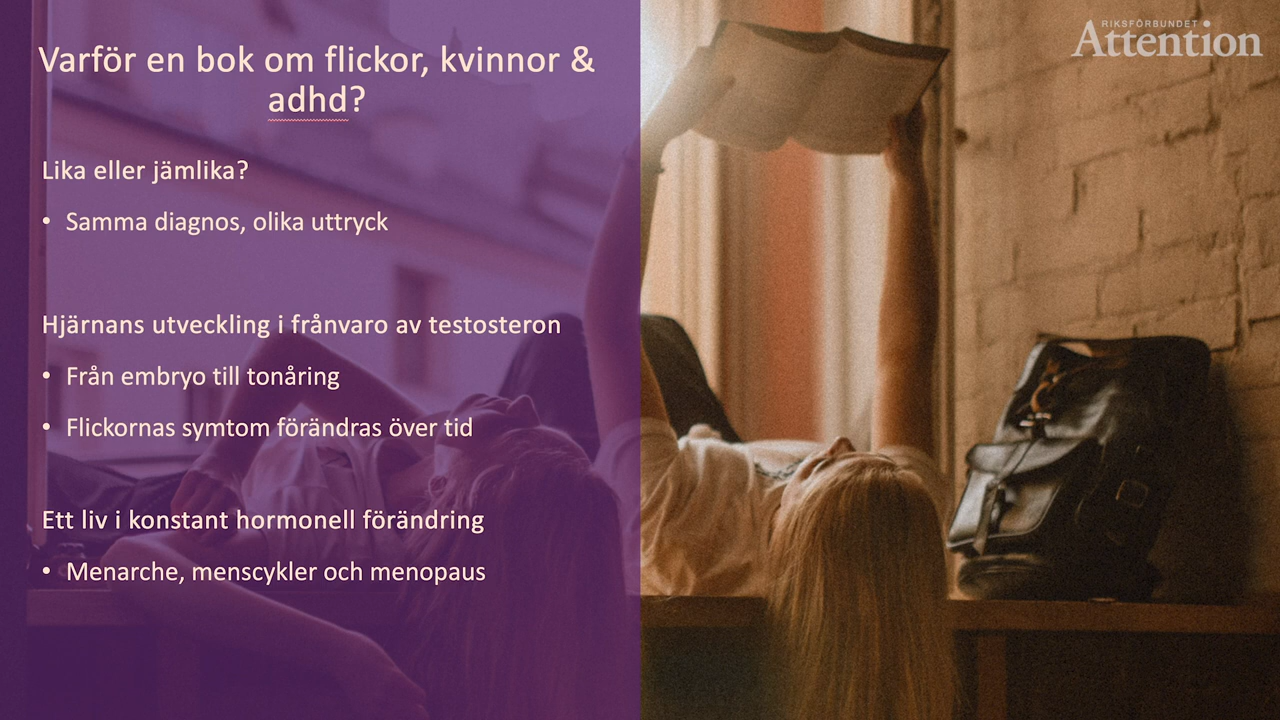 Varför en bok om flickor, kvinnor &
adhd?
Lika eller jämlika?
• Samma diagnos, olika uttryck
Hjärnans utveckling i frånvaro av testosteron
• Från embryo till tonåring
• Flickornas symtom förändras över tid
Ett liv i konstant hormonell förändring
• Menarche, menscykler och menopaus
RIKSFÖRBUNDET
Attention